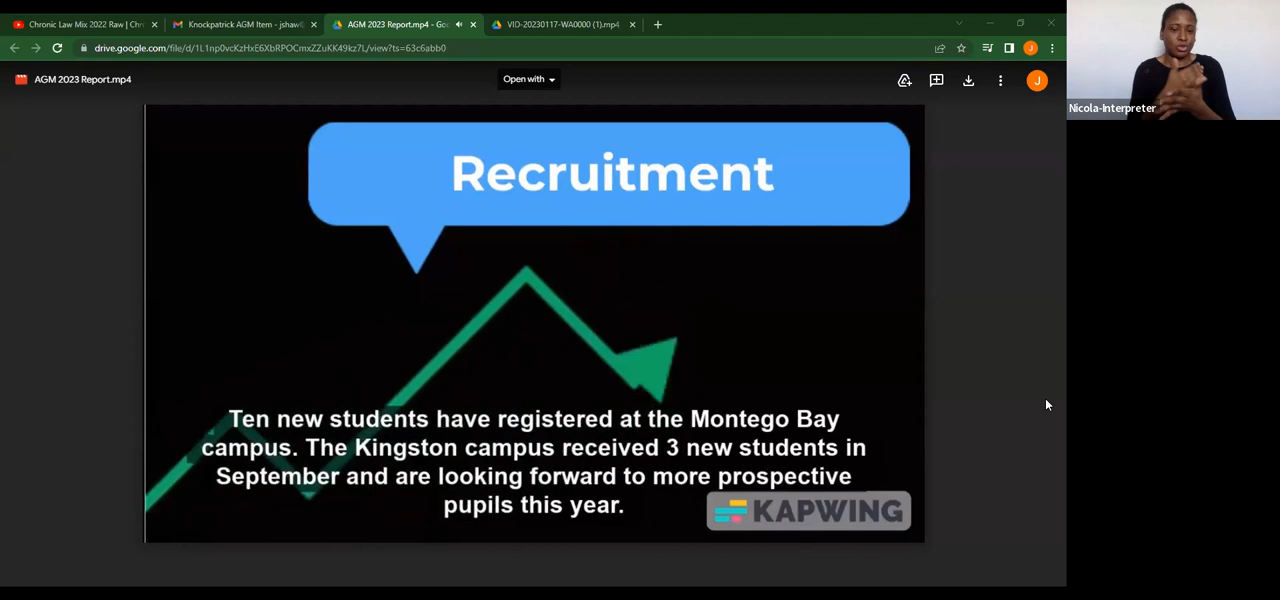 Chronic Law Mix 2022 Raw | Chr
Knockpatrick AGM Item - jshaw6
AGM 2023 Report.mp4 - Goo
VID-20230117-WA0000 (1).mp4
drive.google.com/file/d/1L1np0vcKzHxE6XbRPOCmxZZuKK49kz7L/view?ts=63c6abb0
J
AGM 2023 Report.mp4
Open with
J
Nicola-Interpreter
Recruitment
Ten new students have registered at the Montego Bay
campus. The Kingston campus received 3 new students in
September and are looking forward to more prospective
pupils this year.
KAPWING